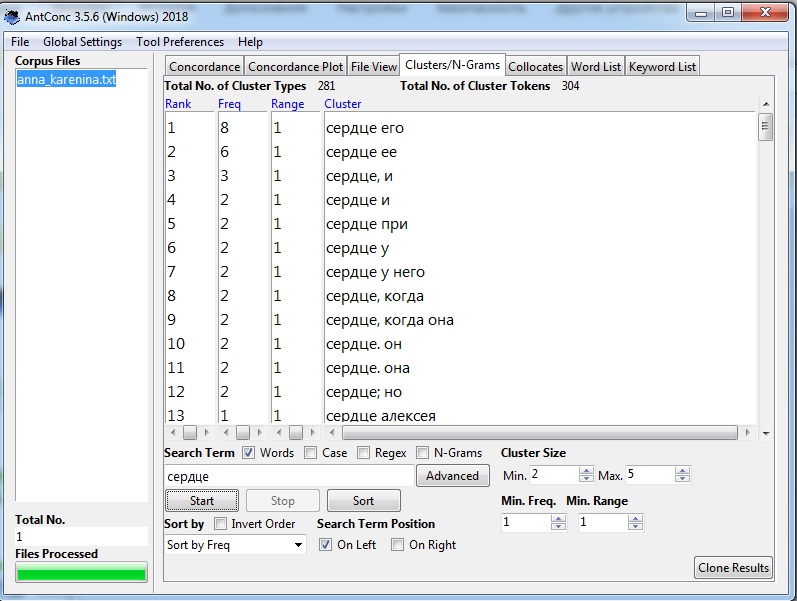 AntConc 3.5.6 (Windows) 2018
File Global Settings Tool Preferences Help
Corpus Files
anna_karenina.txt
Concordance Concordance Plot File View Clusters/N-Grams Collocates Word List Keyword List
Total No. of Cluster Types 281 Total No. of Cluster Tokens 304
Rank Freq Range Cluster
1 8 1 сердце его
2 6 1 сердце ее
3 3 1 сердце, и
4 2 1 сердце и
5 2 1 сердце при
6 2 1 сердце у
7 2 1 сердце у него
8 2 1 сердце, когда
9 2 1 сердце, когда она
10 2 1 сердце. он
11 2 1 сердце. она
12 2 1 сердце; но
13 1 1 сердце алексея
Search Term Words Case Regex N-Grams Cluster Size
сердце Advanced Min. 2 Max. 5
Start Stop Sort Min. Freq. Min. Range
Sort by Invert Order Search Term Position 1 1
Sort by Freq On Left On Right
Total No.
1
Files Processed
Clone Results